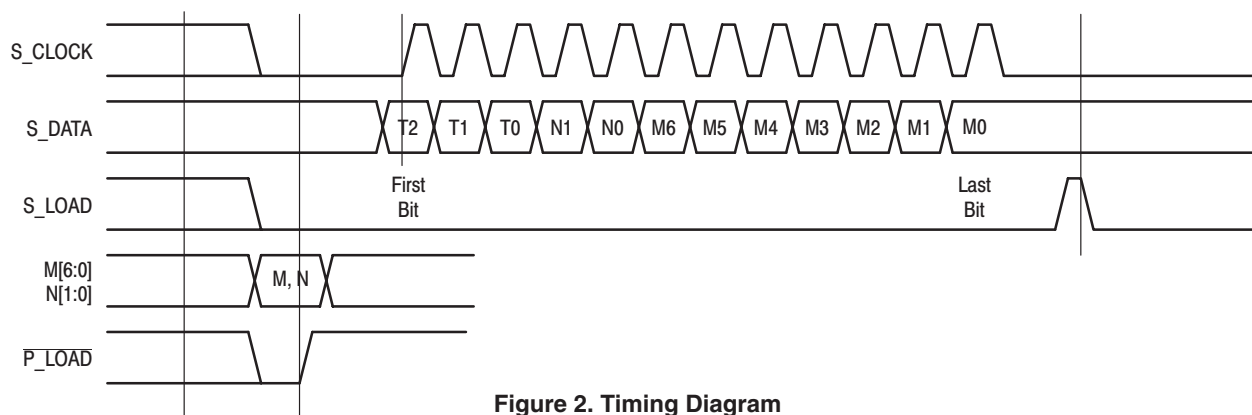 S_CLOCK
S_DATA
T2 T1 T0 N1 N0 M6 M5 M4 M3 M2 M1 M0
First
Bit
Last
Bit
S_LOAD
M[6:0]
N[1:0]
M, N
P_LOAD
Figure 2. Timing Diagram